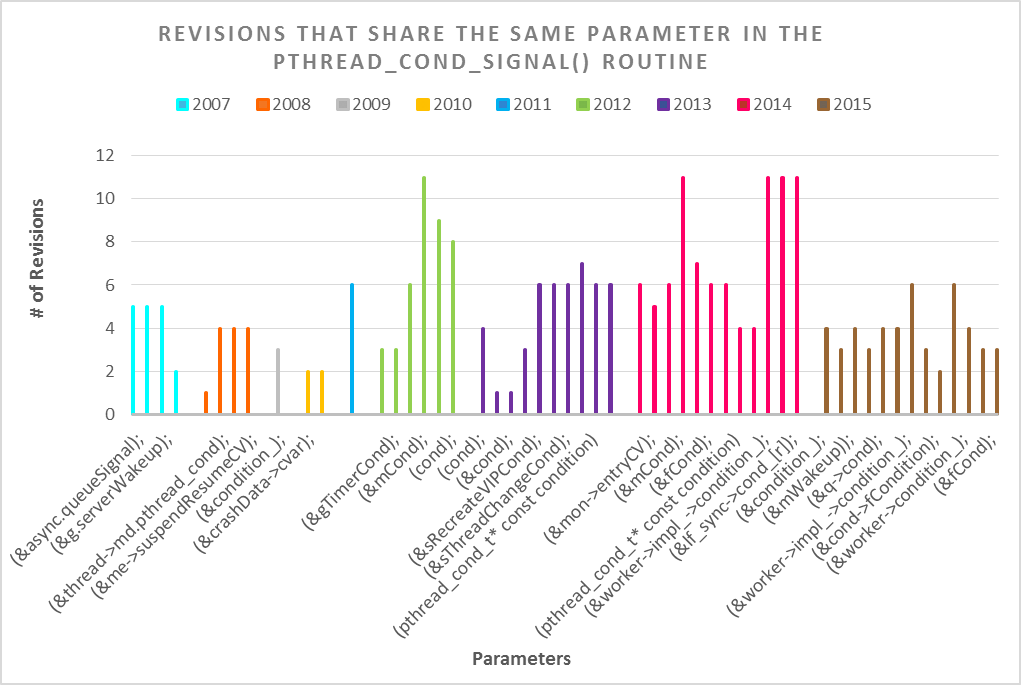 REVISIONS THAT SHARE THE SAME PARAMETER IN THE
PTHREAD_COND_SIGNAL() ROUTINE
2007 2008 2009 2010 2011 2012 2013 2014 2015
# of Revisions
12
10
8
6
4
2
0
(&async.queueSignal);
(&g.serverWakeup);
(&thread->md.pthread_cond);
(&me->suspendResumeCV);
(&condition_);
(&crashData->cvar);
(&gTimerCond);
(&mCond);
(cond);
(cond);
(&cond);
(&sRecreateVIPCond);
(&sThreadChangeCond);
(pthread_cond_t* const condition)
(&mon->entryCV);
(&mCond);
(&fCond);
(pthread_cond_t* const condition)
(&worker->impl_->condition_);
(&lf_sync->cond_[r]);
(&condition_);
(&mWakeup));
(&q->cond);
(&worker->impl_->condition_);
(&cond->fCondition);
(&worker->condition_);
(&fCond);
Parameters